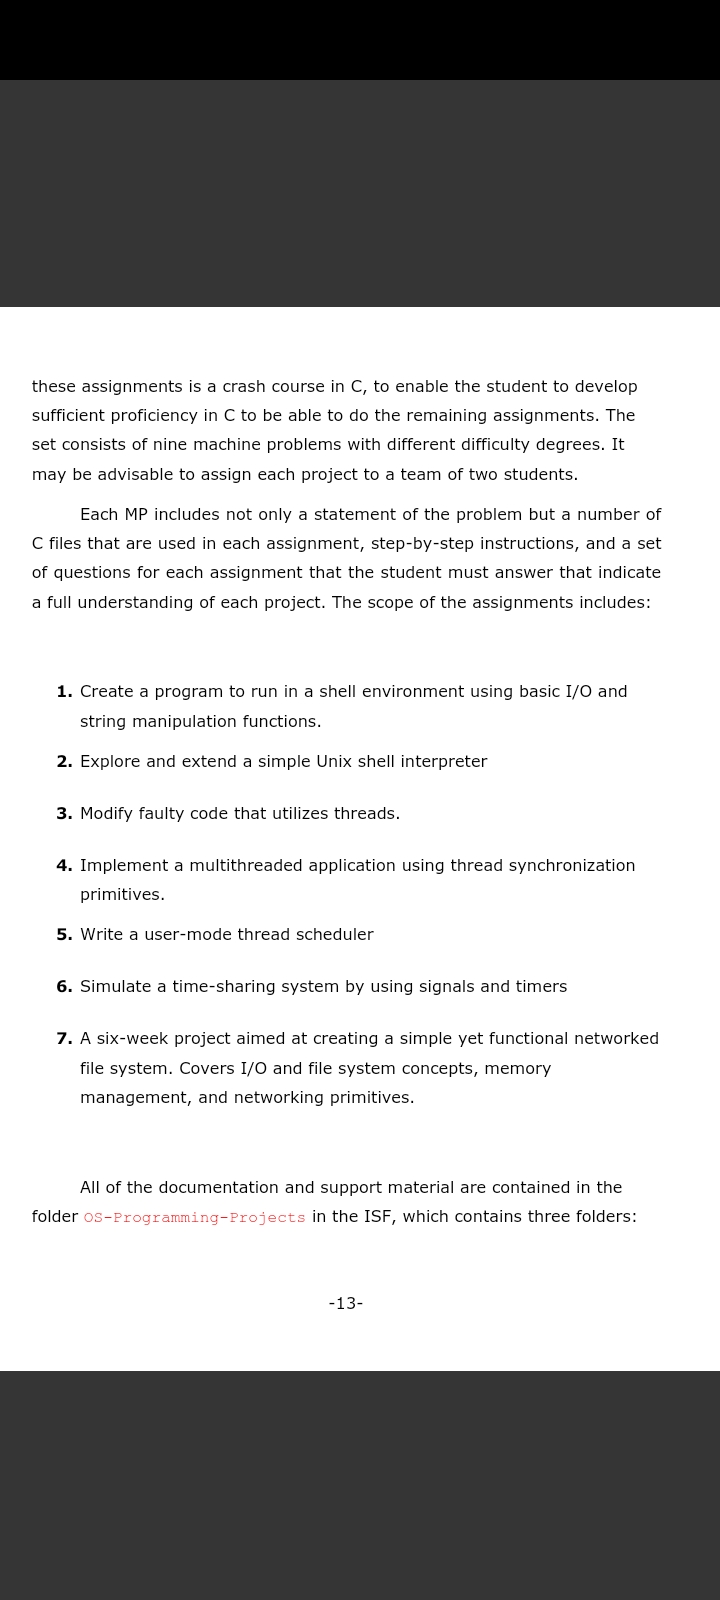 these assignments is a crash course in C, to enable the student to develop
sufficient proficiency in C to be able to do the remaining assignments. The
set consists of nine machine problems with different difficulty degrees. It
may be advisable to assign each project to a team of two students.
Each MP includes not only a statement of the problem but a number of
C files that are used in each assignment, step-by-step instructions, and a set
of questions for each assignment that the student must answer that indicate
a full understanding of each project. The scope of the assignments includes:
1. Create a program to run in a shell environment using basic I/O and
string manipulation functions.
2. Explore and extend a simple Unix shell interpreter
3. Modify faulty code that utilizes threads.
4. Implement a multithreaded application using thread synchronization
primitives.
5. Write a user-mode thread scheduler
6. Simulate a time-sharing system by using signals and timers
7. A six-week project aimed at creating a simple yet functional networked
file system. Covers I/O and file system concepts, memory
management, and networking primitives.
All of the documentation and support material are contained in the
folder OS-Programming-Projects in the ISF, which contains three folders:
-13-